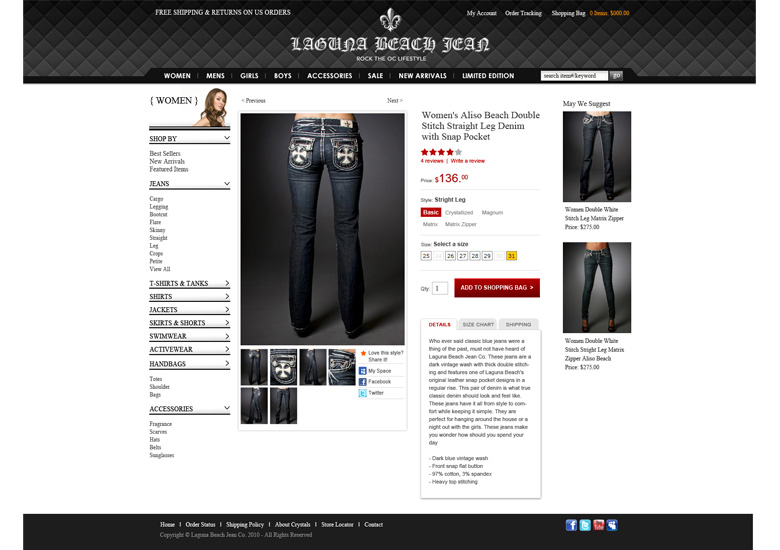 FREE SHIPPING & RETURNS ON US ORDERS
My Account Order Tracking Shopping Bag 0 Items: $000.00
LAGUNA BEACH JEAN
ROCK THE OC LIFESTYLE
WOMEN | MENS | GIRLS | BOYS | ACCESSORIES | SALE | NEW ARRIVALS | LIMITED EDITION
search item#/keyword go
{ WOMEN }
SHOP BY
Best Sellers
New Arrivals
Featured Items
JEANS
Cargo
Legging
Bootcut
Flare
Skinny
Straight
Leg
Crops
Petite
View All
T-SHIRTS & TANKS
SHIRTS
JACKETS
SKIRTS & SHORTS
SWIMWEAR
ACTIVEWEAR
HANDBAGS
Totes
Shoulder
Bags
ACCESSORIES
Fragrance
Scarves
Hats
Belts
Sunglasses
< Previous Next >
Love this style?
Share it!
My Space
Facebook
Twitter
Women's Aliso Beach Double
Stitch Straight Leg Denim
with Snap Pocket
4 reviews | Write a review
Price: $136.00
Style: Stright Leg
Basic Crystallized Magnum
Matrix Matrix Zipper
Size: Select a size
25 26 27 28 29 31
Qty: 1 ADD TO SHOPPING BAG >
DETAILS SIZE CHART SHIPPING
Who ever said classic blue jeans were a
thing of the past, must not have heard of
Laguna Beach Jean Co. These jeans are a
dark vintage wash with thick double stitch-
ing and features one of Laguna Beach's
original leather snap pocket designs in a
regular rise. This pair of denim is what true
classic denim should look and feel like.
These jeans have it all from style to com-
fort while keeping it simple. They are
perfect for hanging around the house or a
night out with the girls. These jeans make
you wonder how should you spend your
day
- Dark blue vintage wash
- Front snap flat button
- 97% cotton, 3% spandex
- Heavy top stitching
May We Suggest
Women Double White
Stitch Leg Matrix Zipper
Price: $275.00
Women Double White
Stitch Straight Leg Matrix
Zipper Aliso Beach
Price: $275.00
Home | Order Status | Shipping Policy | About Crystals | Store Locator | Contact
Copyright © Laguna Beach Jean Co. 2010 - All Rights Reserved